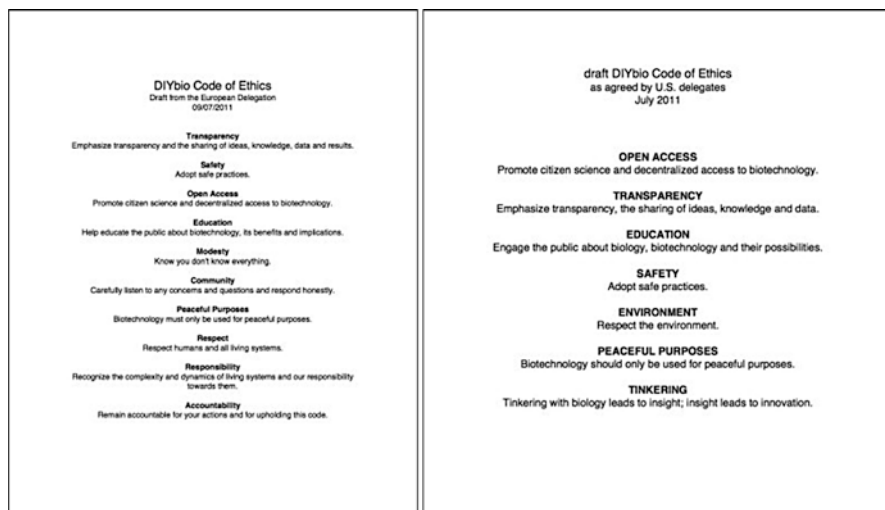 DIYbio Code of Ethics
Draft from the European Delegation
09/07/2011
Transparency
Emphasize transparency and the sharing of ideas, knowledge, data and results.
Safety
Adopt safe practices.
Open Access
Promote citizen science and decentralized access to biotechnology.
Education
Help educate the public about biotechnology, its benefits and implications.
Modesty
Know you don't know everything.
Community
Carefully listen to any concerns and questions and respond honestly.
Peaceful Purposes
Biotechnology must only be used for peaceful purposes.
Respect
Respect humans and all living systems.
Responsibility
Recognize the complexity and dynamics of living systems and our responsibility
towards them.
Accountability
Remain accountable for your actions and for upholding this code.
draft DIYbio Code of Ethics
as agreed by U.S. delegates
July 2011
OPEN ACCESS
Promote citizen science and decentralized access to biotechnology.
TRANSPARENCY
Emphasize transparency, the sharing of ideas, knowledge and data.
EDUCATION
Engage the public about biology, biotechnology and their possibilities.
SAFETY
Adopt safe practices.
ENVIRONMENT
Respect the environment.
PEACEFUL PURPOSES
Biotechnology should only be used for peaceful purposes.
TINKERING
Tinkering with biology leads to insight; insight leads to innovation.